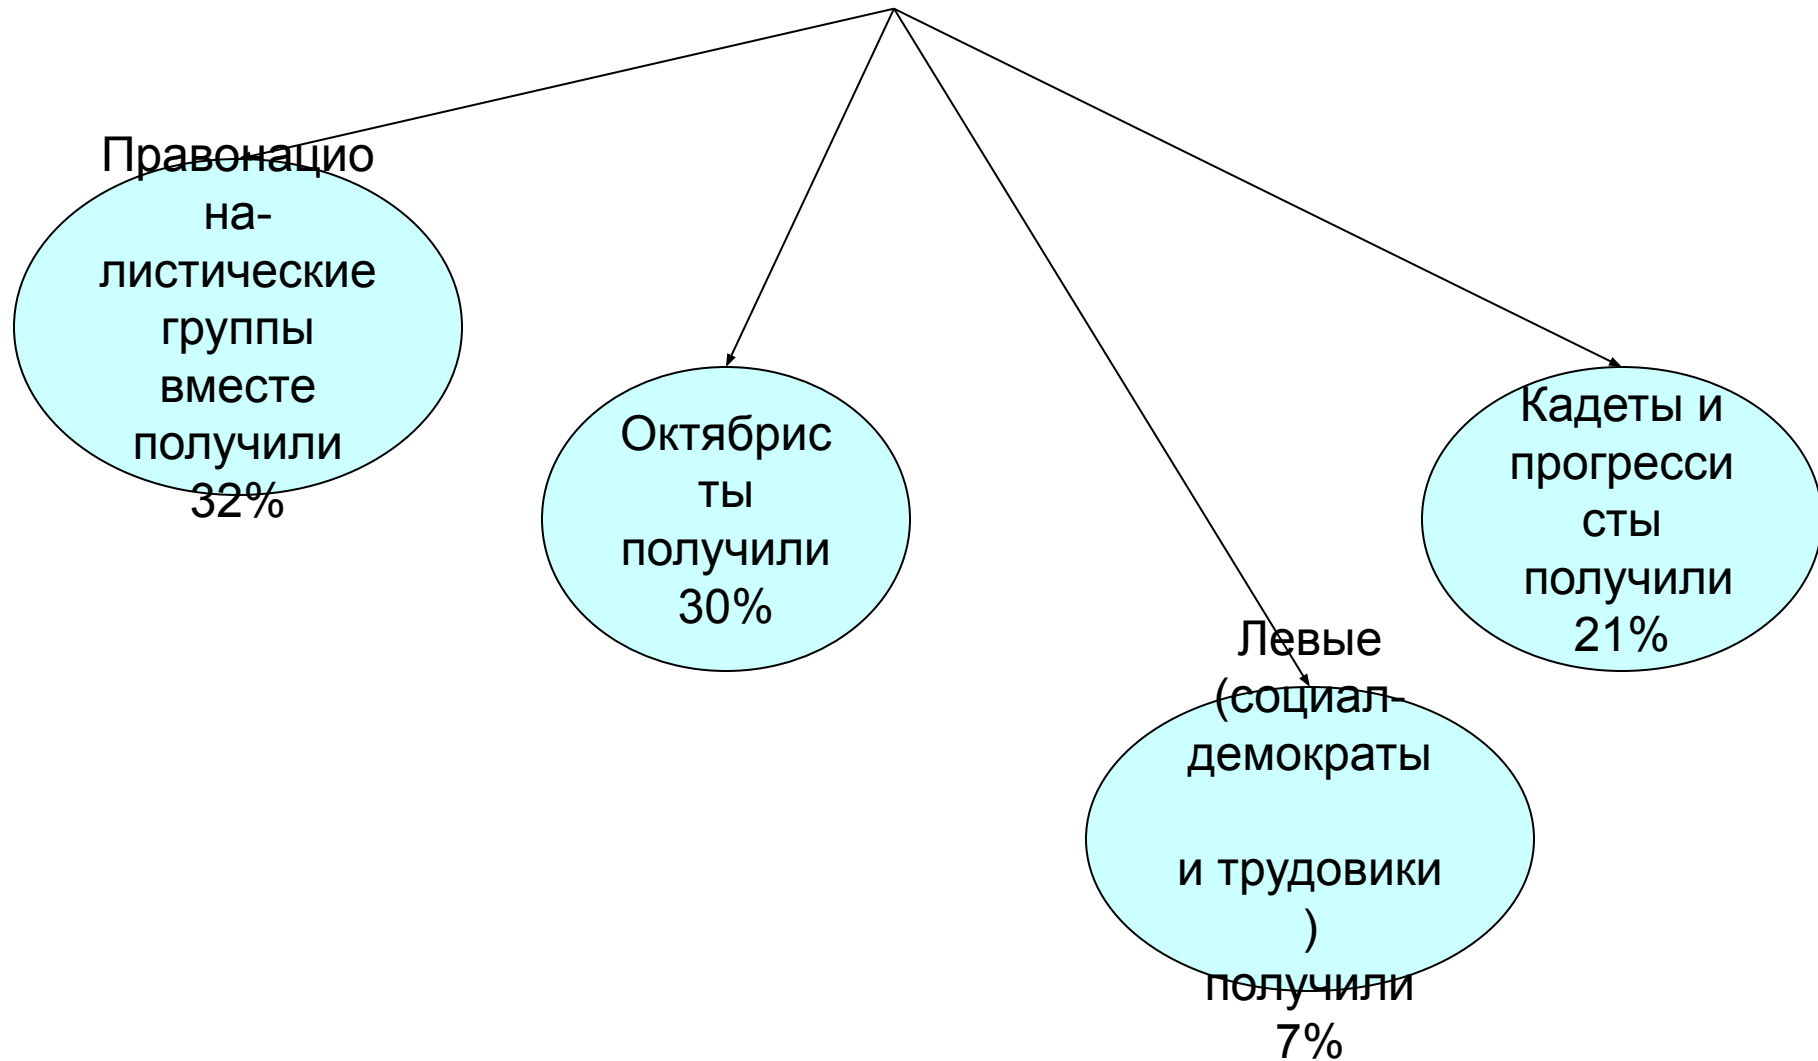 Правонацио
на-
листические
группы
вместе
получили
32%
Октябрис
ты
получили
30%
Левые
(социал-
демократы
и трудовики
)
получили
7%
Кадеты и
прогресси
сты
получили
21%